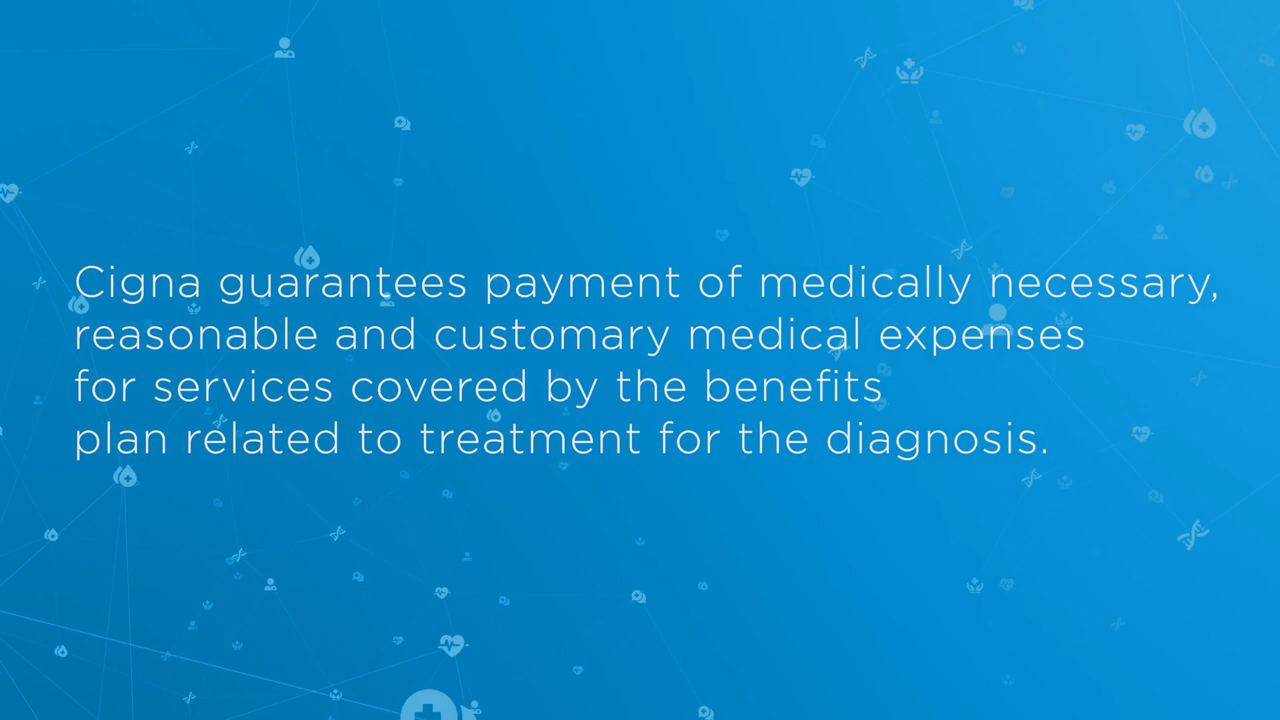 Cigna guarantees payment of medically necessary,
reasonable and customary medical expenses
for services covered by the benefits
plan related to treatment for the diagnosis.